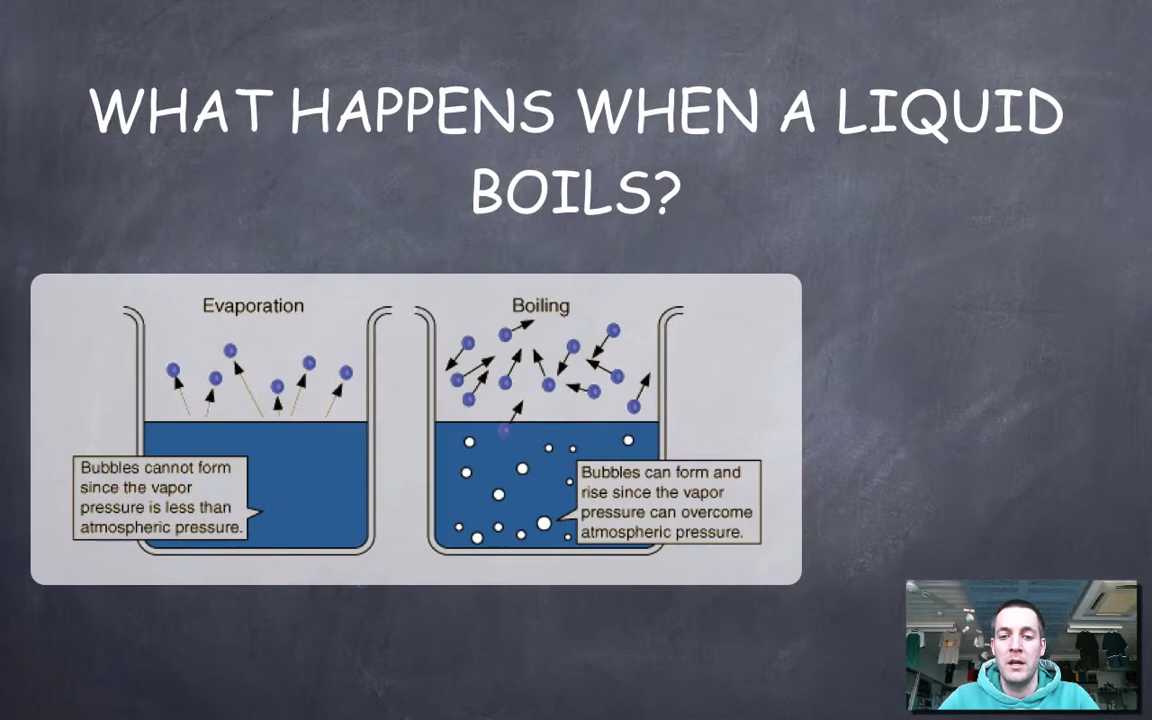 WHAT HAPPENS WHEN A LIQUID
BOILS?
Evaporation
Boiling
Bubbles cannot form
since the vapor
pressure is less than
atmospheric pressure.
Bubbles can form and
rise since the vapor
pressure can overcome
atmospheric pressure.